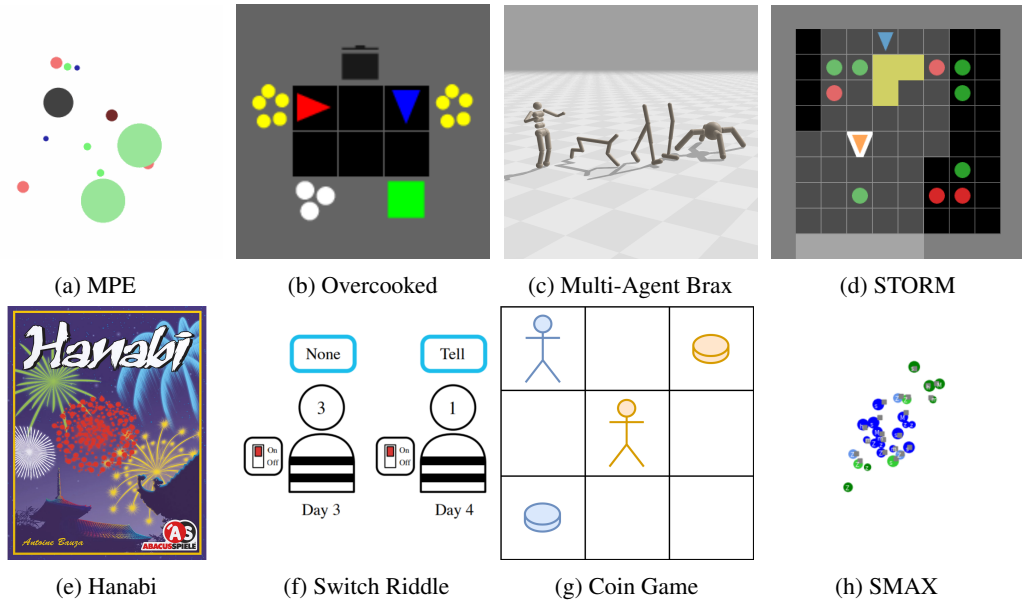 (a) MPE
(b) Overcooked
(c) Multi-Agent Brax
(d) STORM
Hanabi
Antoine Bauza
AS
ABACUSSPIELE
None
Tell
3
1
On
Off
On
Off
Day 3
Day 4
(e) Hanabi
(f) Switch Riddle
(g) Coin Game
(h) SMAX